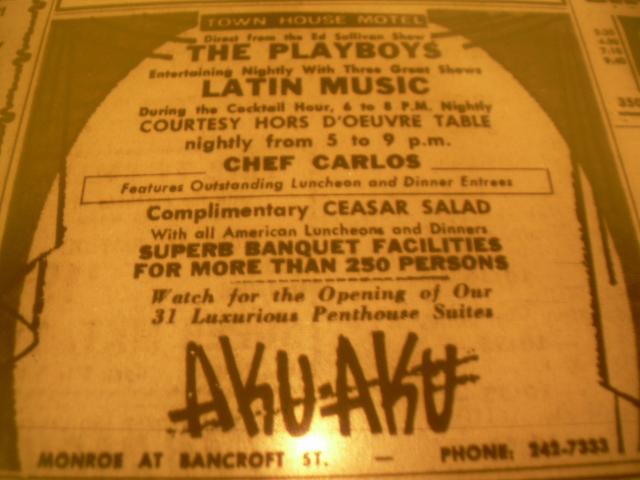 TOWN HOUSE MOTEL
Direct from the Ed Sullivan Show
THE PLAYBOYS
Entertaining Nightly With Three Great Shows
LATIN MUSIC
During the Cocktail Hour, 6 to 8 P.M. Nightly
COURTESY HORS D'OEUVRE TABLE
nightly from 5 to 9 p.m.
CHEF CARLOS
Features Outstanding Luncheon and Dinner Entrees
Complimentary CEASAR SALAD
With all American Luncheons and Dinners
SUPERB BANQUET FACILITIES
FOR MORE THAN 250 PERSONS
Watch for the Opening of Our
31 Luxurious Penthouse Suites
AKU-AKU
MONROE AT BANCROFT ST. — PHONE: 242-7333